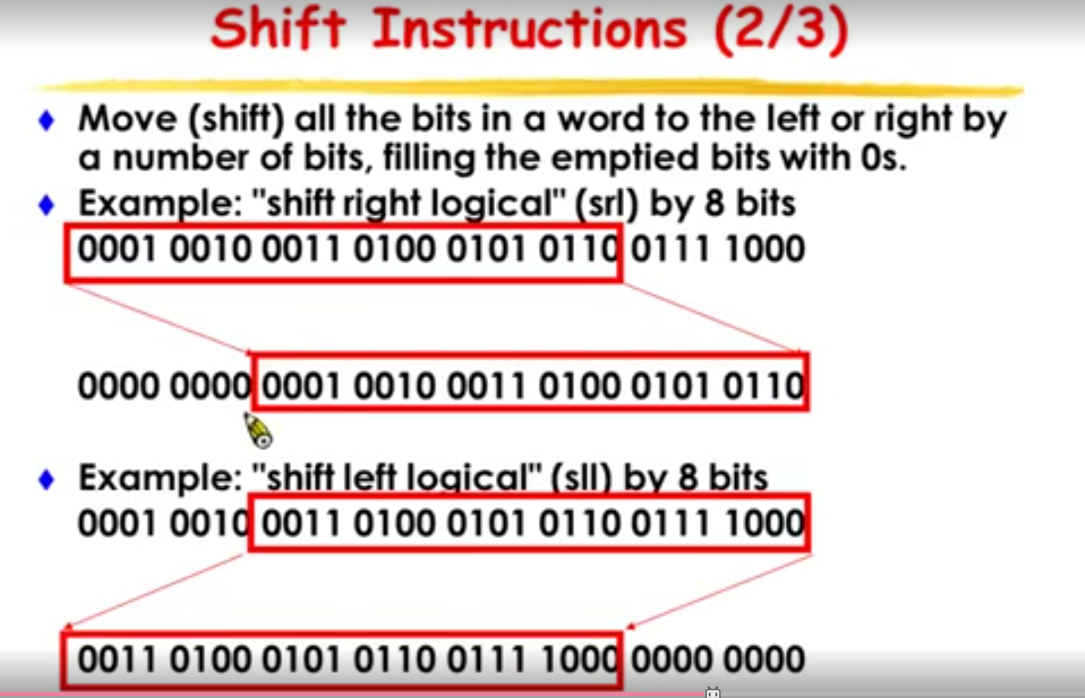 Shift Instructions (2/3)
Move (shift) all the bits in a word to the left or right by
a number of bits, filling the emptied bits with 0s.
Example: "shift right logical" (srl) by 8 bits
0001 0010 0011 0100 0101 0110 0111 1000
0000 0000 0001 0010 0011 0100 0101 0110
Example: "shift left logical" (sll) by 8 bits
0001 0010 0011 0100 0101 0110 0111 1000
0011 0100 0101 0110 0111 1000 0000 0000